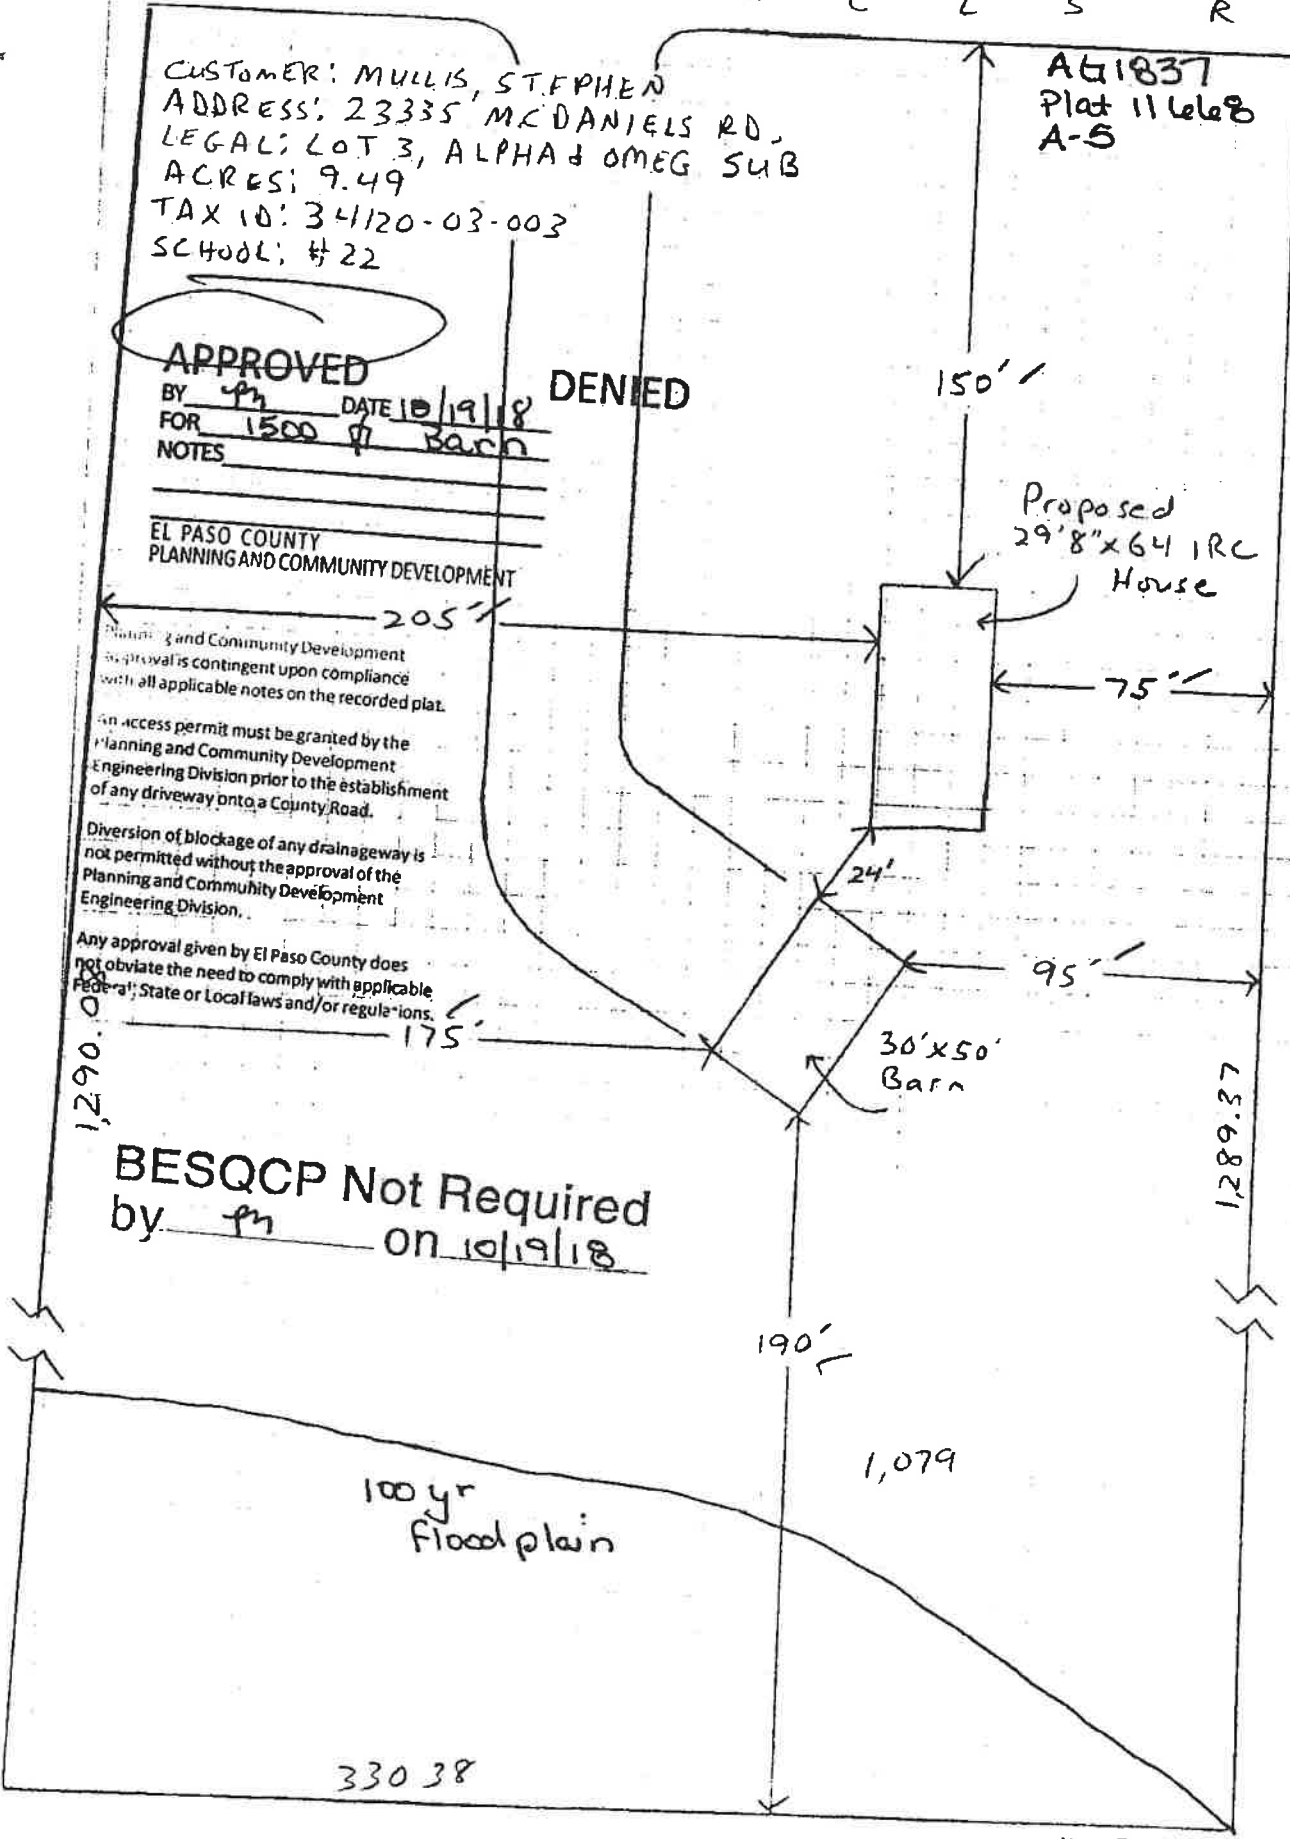 C L S R
CUSTOMER: MULLIS, STEPHEN
ADDRESS: 23335 MCDANIELS RD,
LEGAL: LOT 3, ALPHA & OMEG SUB
ACRES: 9.49
TAX ID: 34120-03-003
SCHOOL: #22
AG1837
Plat 11668
A-5
APPROVED
BY DATE 10/19/18
FOR 1500 Barn
NOTES
EL PASO COUNTY
PLANNING AND COMMUNITY DEVELOPMENT
DENIED
150'
Proposed
29'8"x64 IRC
House
205'
75'
and Community Development
approval is contingent upon compliance
with all applicable notes on the recorded plat.
An access permit must be granted by the
Planning and Community Development
Engineering Division prior to the establishment
of any driveway onto a County Road.
Diversion of blockage of any drainageway is
not permitted without the approval of the
Planning and Community Development
Engineering Division.
Any approval given by El Paso County does
not obviate the need to comply with applicable
Federal, State or Local laws and/or regulations.
24'
95'
175'
30'x50'
Barn
1,290.08
1,289.37
BESQCP Not Required
by on 10/19/18
190'
1,079
100 yr
floodplain
330 38